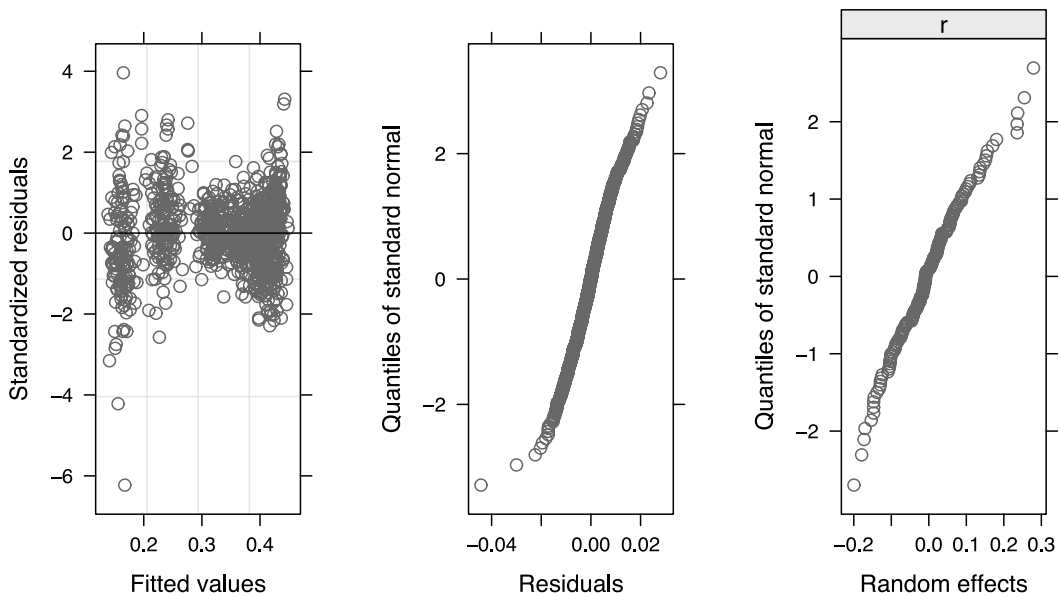 Standardized residuals
4
2
0
−2
−4
−6
0.2 0.3 0.4
Fitted values
Quantiles of standard normal
2
0
−2
−0.04 0.00 0.02
Residuals
r
Quantiles of standard normal
2
1
0
−1
−2
−0.2 0.0 0.1 0.2 0.3
Random effects